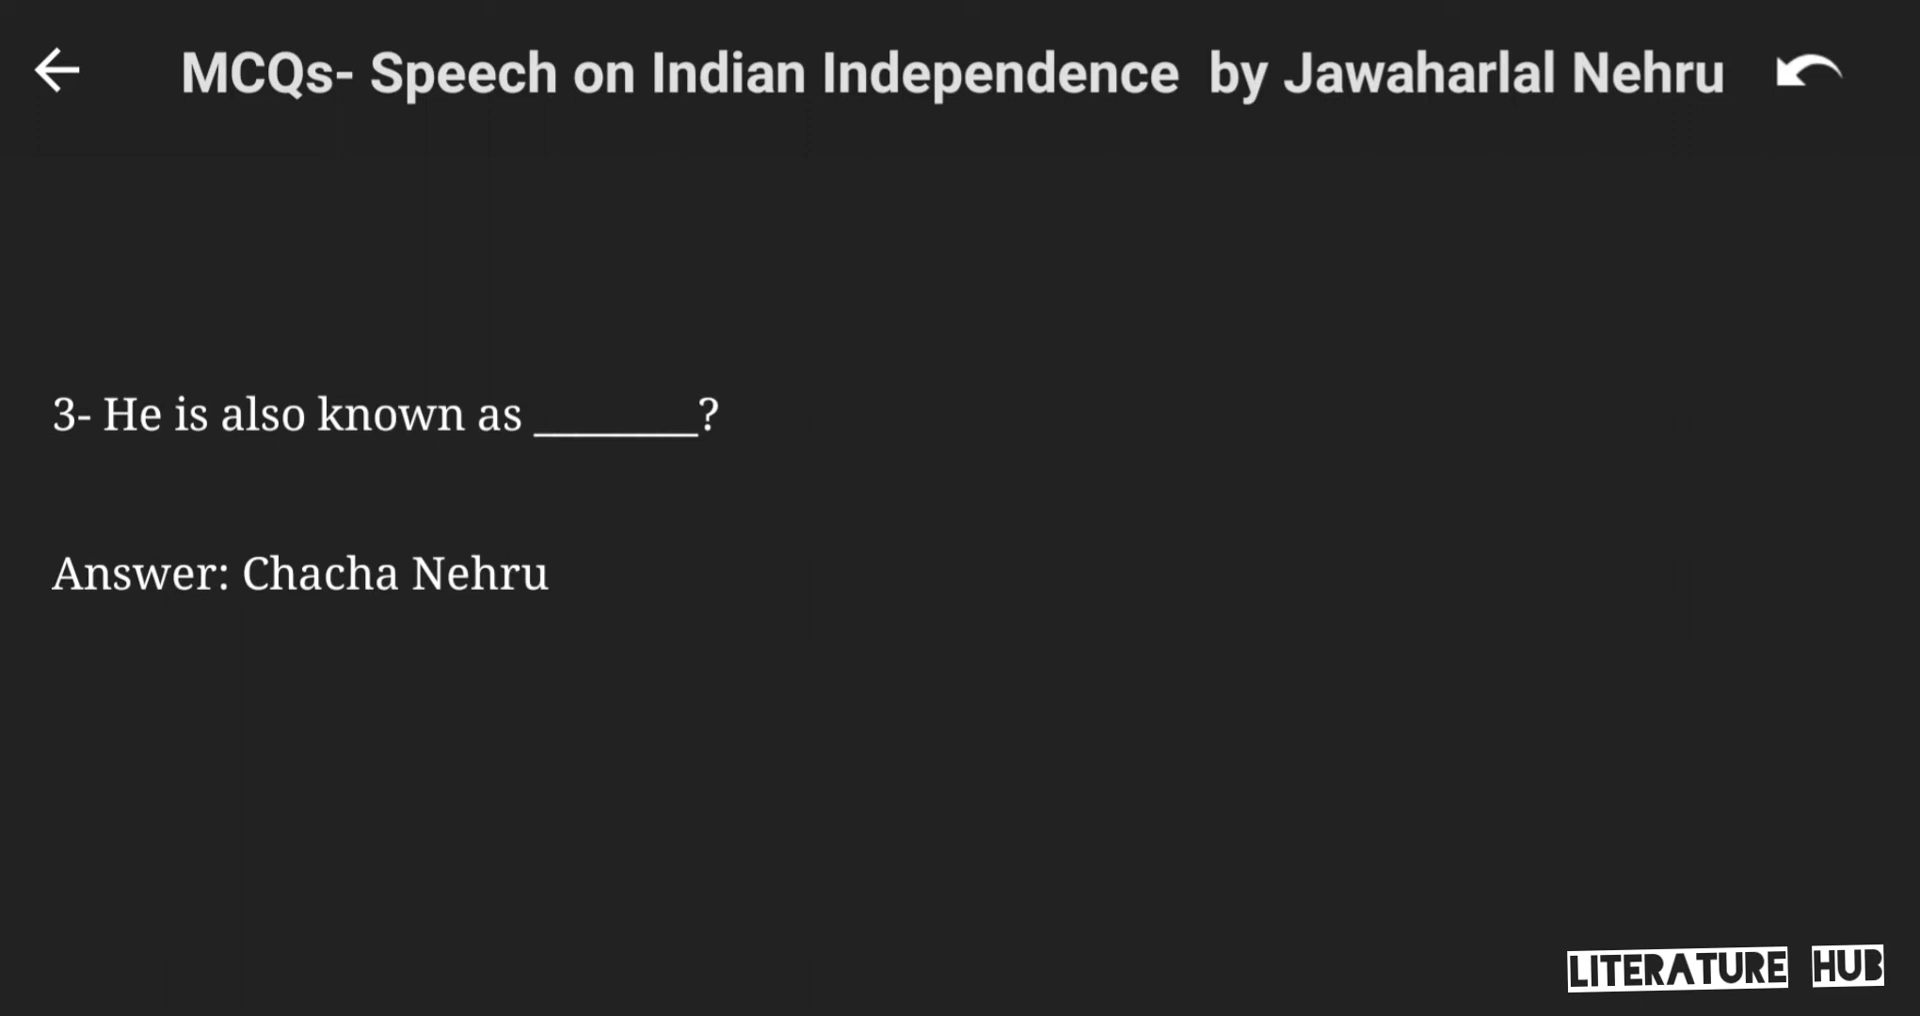 MCQs- Speech on Indian Independence by Jawaharlal Nehru
3- He is also known as _______?
Answer: Chacha Nehru
LITERATURE HUB